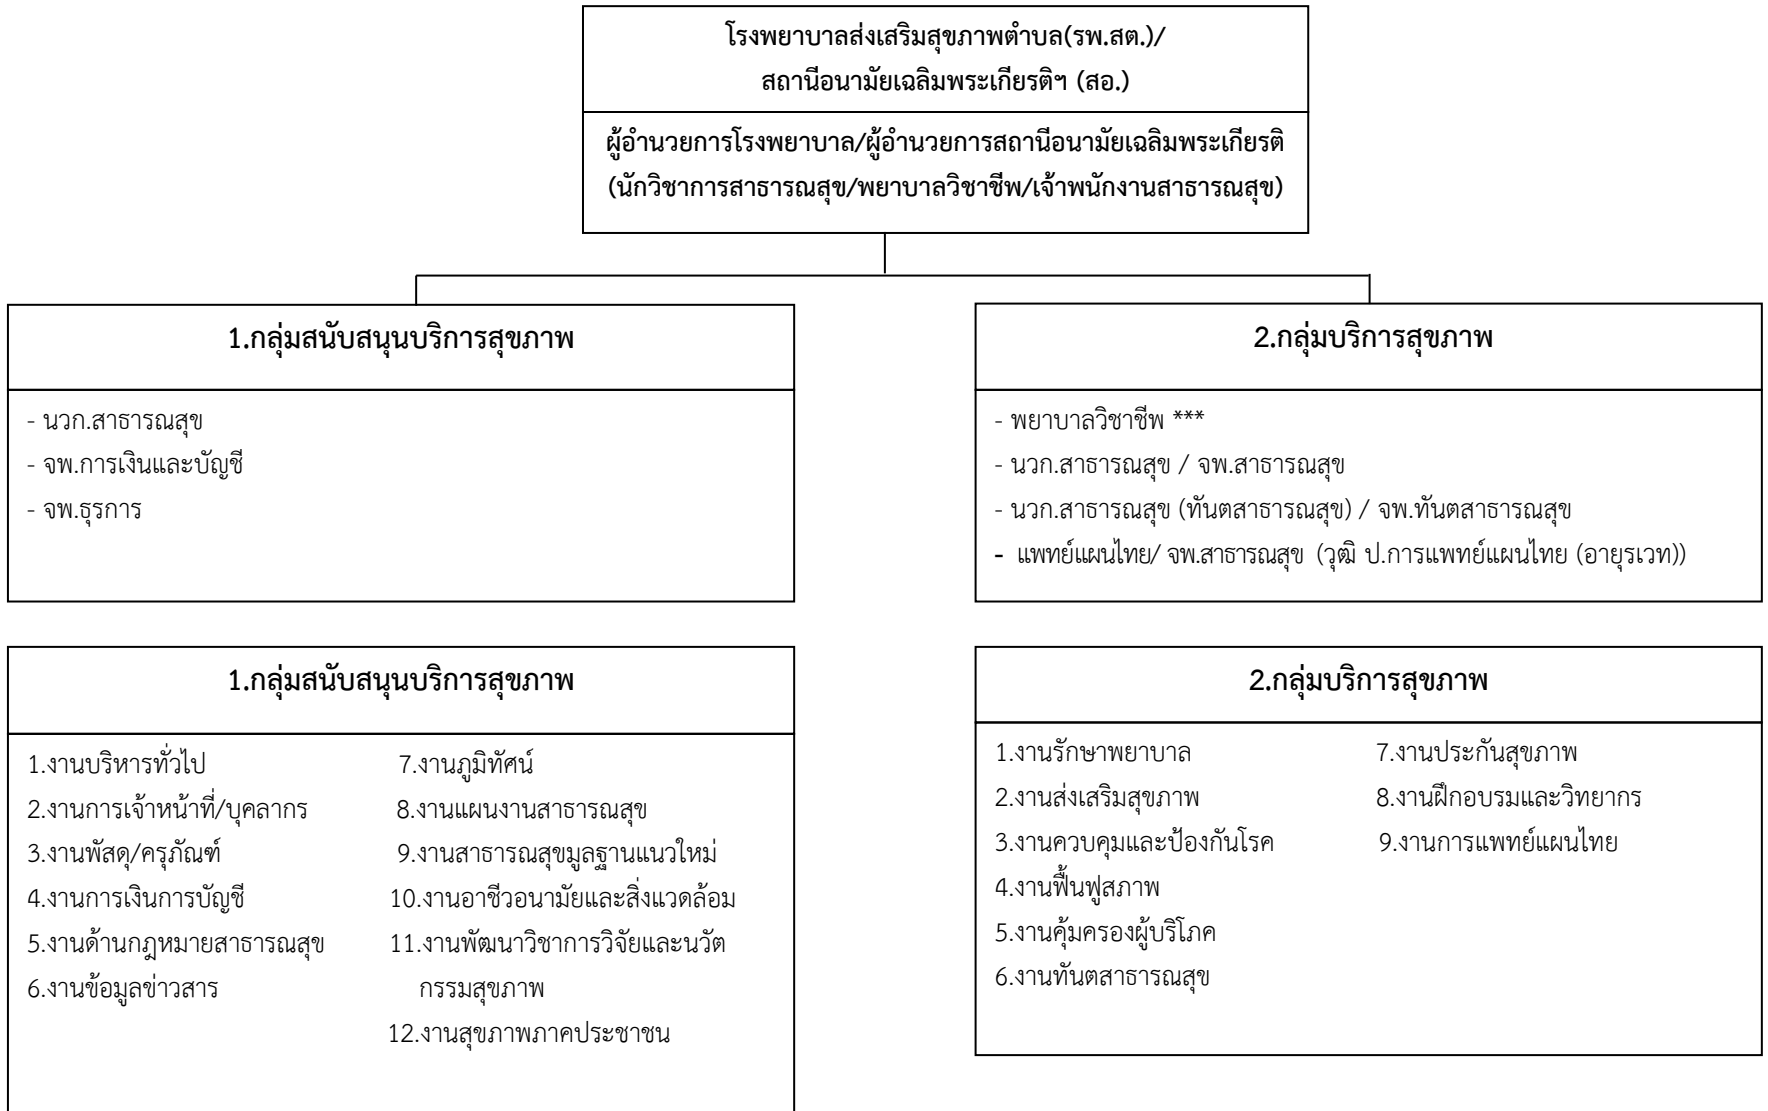 โรงพยาบาลส่งเสริมสุขภาพตำบล(รพ.สต.)/
สถานีอนามัยเฉลิมพระเกียรติฯ (สอ.)
ผู้อำนวยการโรงพยาบาล/ผู้อำนวยการสถานีอนามัยเฉลิมพระเกียรติ
(นักวิชาการสาธารณสุข/พยาบาลวิชาชีพ/เจ้าพนักงานสาธารณสุข)
1.กลุ่มสนับสนุนบริการสุขภาพ
- นวก.สาธารณสุข
- จพ.การเงินและบัญชี
- จพ.ธุรการ
2.กลุ่มบริการสุขภาพ
- พยาบาลวิชาชีพ ***
- นวก.สาธารณสุข / จพ.สาธารณสุข
- นวก.สาธารณสุข (ทันตสาธารณสุข) / จพ.ทันตสาธารณสุข
- แพทย์แผนไทย/ จพ.สาธารณสุข (วุฒิ ป.การแพทย์แผนไทย (อายุรเวท))
1.กลุ่มสนับสนุนบริการสุขภาพ
1.งานบริหารทั่วไป
2.งานการเจ้าหน้าที่/บุคลากร
3.งานพัสดุ/ครุภัณฑ์
4.งานการเงินการบัญชี
5.งานด้านกฎหมายสาธารณสุข
6.งานข้อมูลข่าวสาร
7.งานภูมิทัศน์
8.งานแผนงานสาธารณสุข
9.งานสาธารณสุขมูลฐานแนวใหม่
10.งานอาชีวอนามัยและสิ่งแวดล้อม
11.งานพัฒนาวิชาการวิจัยและนวัต
กรรมสุขภาพ
12.งานสุขภาพภาคประชาชน
2.กลุ่มบริการสุขภาพ
1.งานรักษาพยาบาล
2.งานส่งเสริมสุขภาพ
3.งานควบคุมและป้องกันโรค
4.งานฟื้นฟูสภาพ
5.งานคุ้มครองผู้บริโภค
6.งานทันตสาธารณสุข
7.งานประกันสุขภาพ
8.งานฝึกอบรมและวิทยากร
9.งานการแพทย์แผนไทย